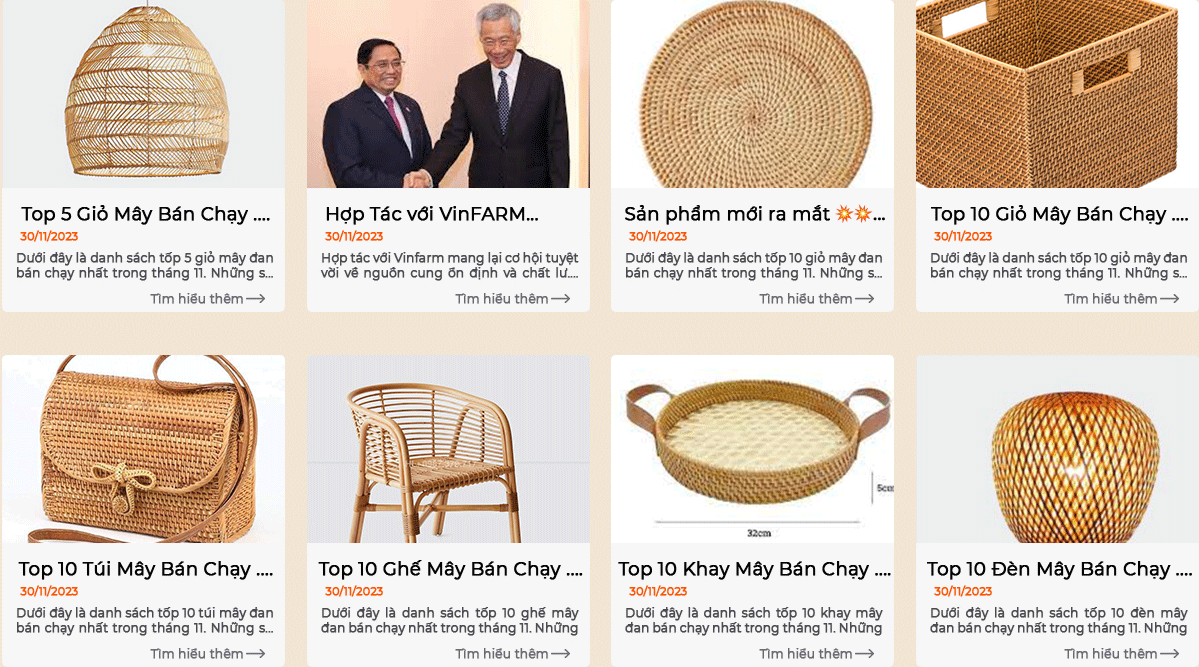 Top 5 Giỏ Mây Bán Chạy ....
30/11/2023
Dưới đây là danh sách tốp 5 giỏ mây đan
bán chạy nhất trong tháng 11. Những s...
Tìm hiểu thêm
Hợp Tác với VinFARM...
30/11/2023
Hợp tác với Vinfarm mang lại cơ hội tuyệt
vời về nguồn cung ổn định và chất lư....
Tìm hiểu thêm
Sản phẩm mới ra mắt 💥💥...
30/11/2023
Dưới đây là danh sách tốp 10 giỏ mây đan
bán chạy nhất trong tháng 11. Những s...
Tìm hiểu thêm
Top 10 Giỏ Mây Bán Chạy ....
30/11/2023
Dưới đây là danh sách tốp 10 giỏ mây đan
bán chạy nhất trong tháng 11. Những s...
Tìm hiểu thêm
Top 10 Túi Mây Bán Chạy ....
30/11/2023
Dưới đây là danh sách tốp 10 túi mây đan
bán chạy nhất trong tháng 11. Những s...
Tìm hiểu thêm
Top 10 Ghế Mây Bán Chạy ....
30/11/2023
Dưới đây là danh sách tốp 10 ghế mây
đan bán chạy nhất trong tháng 11. Những
Tìm hiểu thêm
5cm
32cm
Top 10 Khay Mây Bán Chạy ....
30/11/2023
Dưới đây là danh sách tốp 10 khay mây
đan bán chạy nhất trong tháng 11. Những
Tìm hiểu thêm
Top 10 Đèn Mây Bán Chạy ....
30/11/2023
Dưới đây là danh sách tốp 10 đèn mây
đan bán chạy nhất trong tháng 11. Những
Tìm hiểu thêm